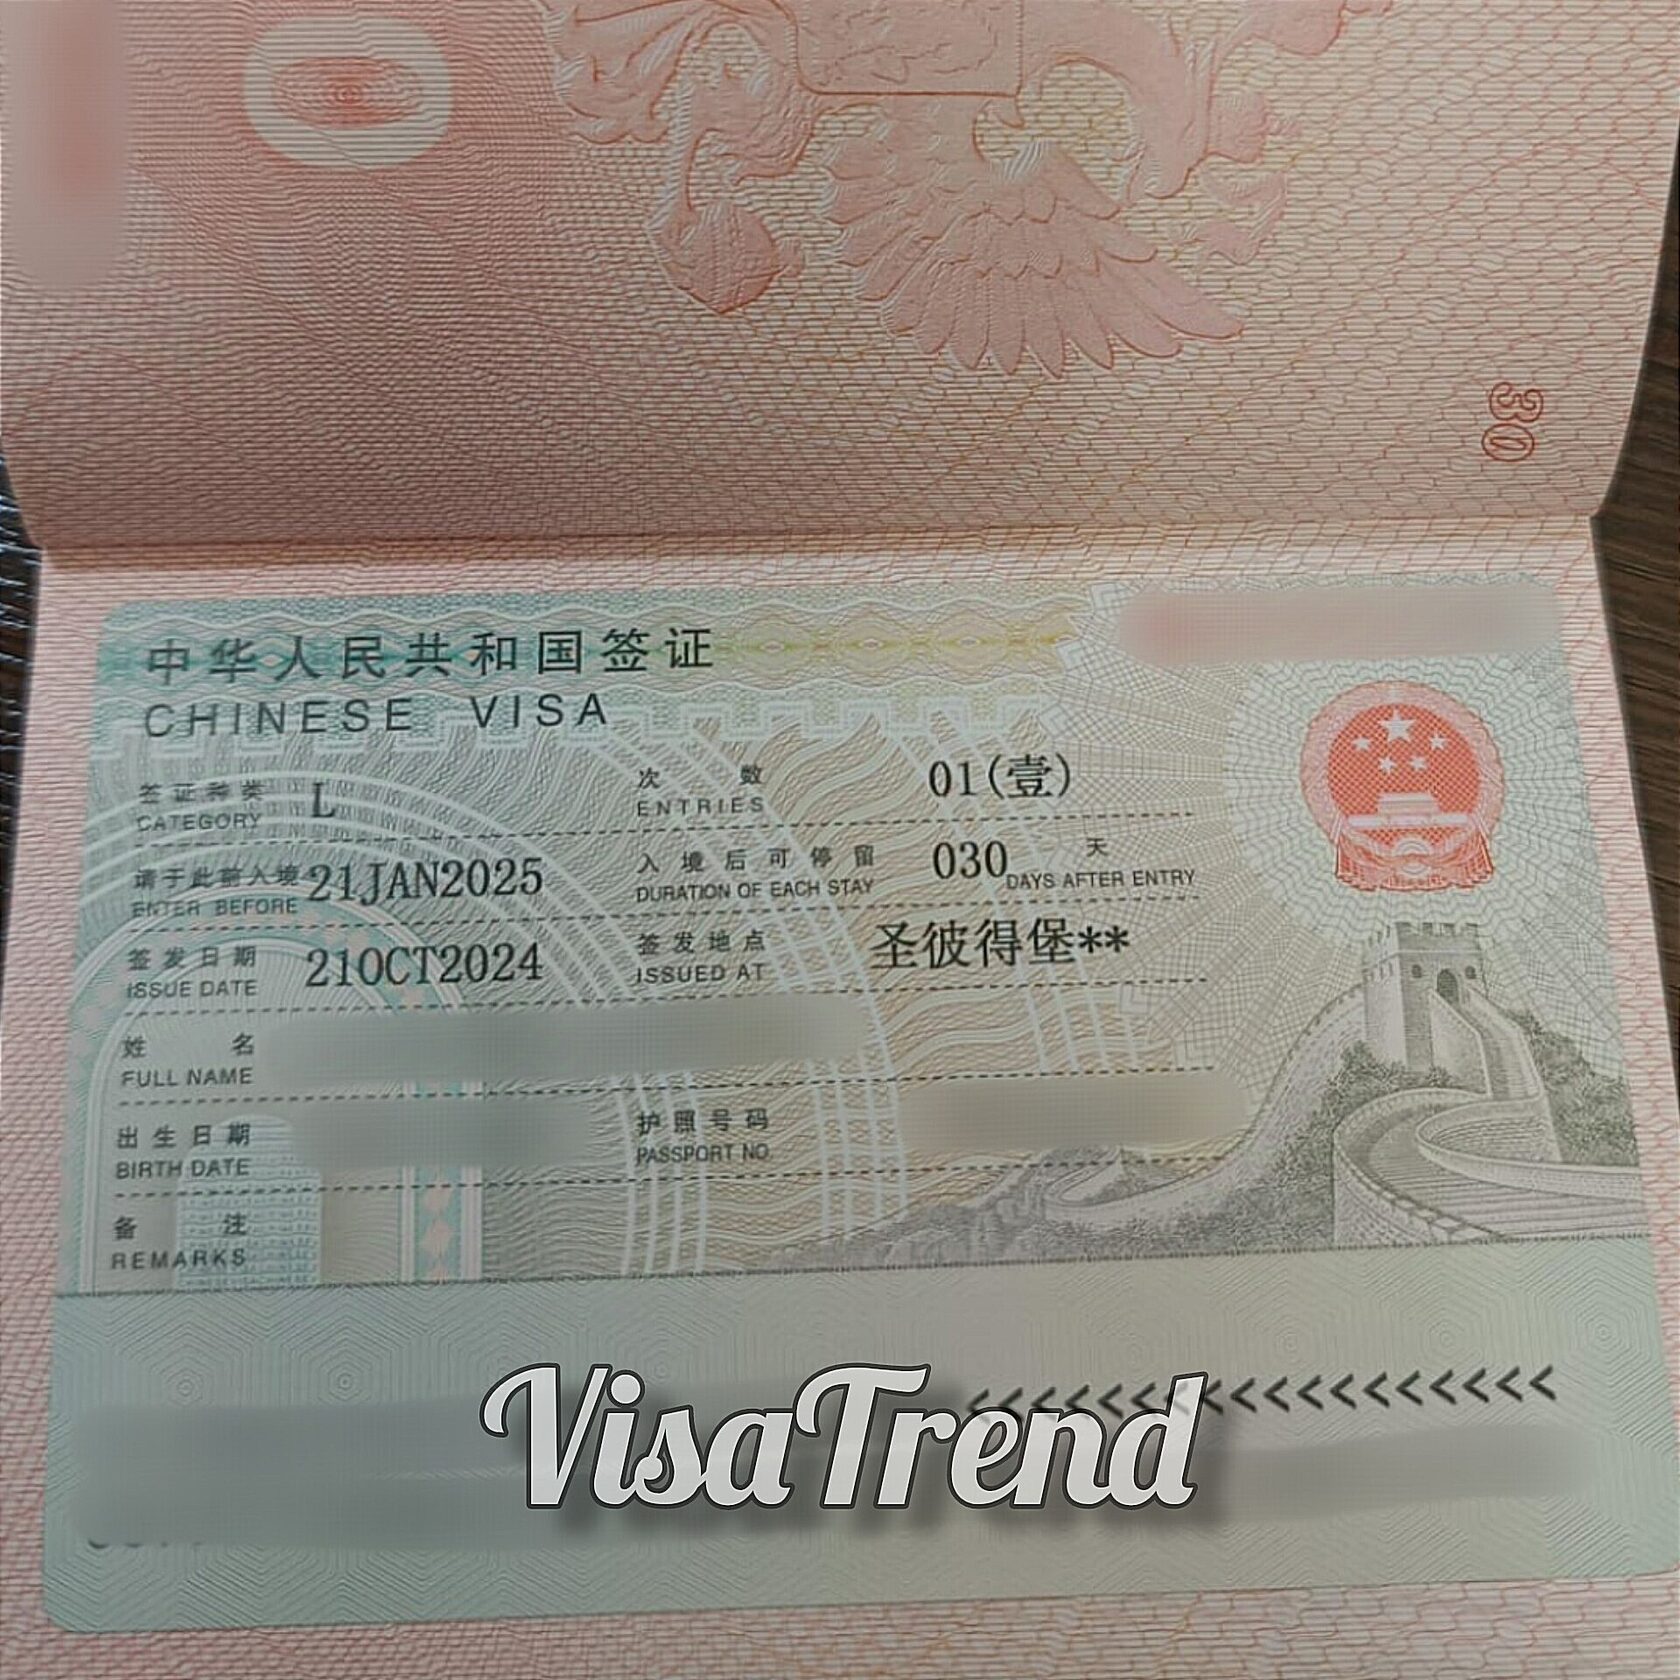 30
中华人民共和国签证
CHINESE VISA
签证种类 L 次数 01(壹)
CATEGORY ENTRIES
请于此前入境 21JAN2025 入境后可停留 030 天
ENTER BEFORE DURATION OF EACH STAY DAYS AFTER ENTRY
签发日期 21OCT2024 签发地点 圣彼得堡**
ISSUE DATE ISSUED AT
姓名
FULL NAME
出生日期 护照号码
BIRTH DATE PASSPORT NO
备注
REMARKS
<<<<<<<<<<<<<<<<<<
VisaTrend